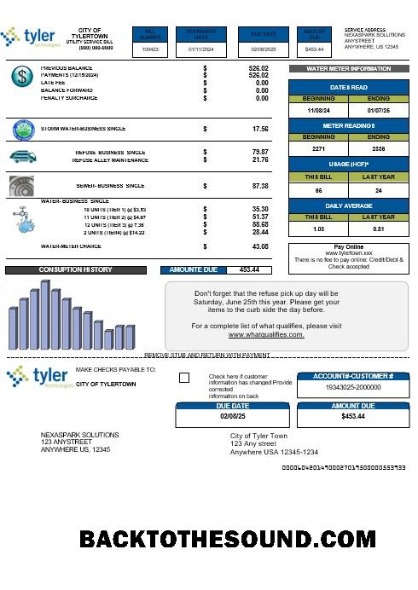 tyler
technologies
CITY OF
TYLERTOWN
UTILITY SERVICE BILL
(000) 000-0000
BILL
NUMBER
100423
STATEMENT
DATE
01/11/2024
DUE DATE
02/08/2025
AMOUNT
DUE
$453.44
SERVICE ADDRESS:
NEXASPARK SOLUTIONS
ANYSTREET
ANYWHERE, US 12345
PREVIOUS BALANCE $ 526.02
PAYMENTS (12/15/2024) $ 526.02
LATE FEE $ 0.00
BALANCE FORWARD $ 0.00
PENALTY SURCHARGE $ 0.00
STORM WATER-BUSINESS SINGLE $ 17.56
REFUSE BUSINESS SINGLE $ 79.87
REFUSE ALLEY MAINTENANCE $ 21.76
SEWER- BUSINESS SINGLE $ 87.38
WATER- BUSINESS SINGLE
10 UNITS (TIER 1) @ $3.53 $ 35.30
11 UNITS (TIER 2) @ $4.67 $ 51.37
12 UNITS (TIER 3) @ 7.39 $ 88.68
2 UNITS (TIER4) @ $14.22 $ 28.44
WATER-METER CHARGE $ 43.08
WATER METER INFORMATION
DATES READ
BEGINNING ENDING
11/08/24 01/07/25
METER READINGS
BEGINNING ENDING
2271 2336
USAGE (HCF)*
THIS BILL LAST YEAR
66 24
DAILY AVERAGE
THIS BILL LAST YEAR
1.03 0.81
Pay Online
www.tylertown.xxx
There is no fee to pay online: Credit/Debit &
Check accepted
CONSUPTION HISTORY
AMOUNTE DUE 453.44
Don't forget that the refuse pick up day will be
Saturday, June 25th this year. Please get your
items to the curb side the day before.
For a complete list of what qualifies, please visit
www.whatqualifies.com.
REMOVE STUB AND RETURN WITH PAYMENT
tyler
technologies
MAKE CHECKS PAYABLE TO:
CITY OF TYLERTOWN
Check here if customer
information has changed Provide
corrected
information on back
ACCOUNT#-CUSTOMER #
19343025-2000000
DUE DATE
02/08/25
AMOUNT DUE
$453.44
NEXASPARK SOLUTIONS
123 ANYSTREET
ANYWHERE US, 12345
City of Tyler Town
123 Any street
Anywhere USA 12345-1234
BACKTOTHESOUND.COM